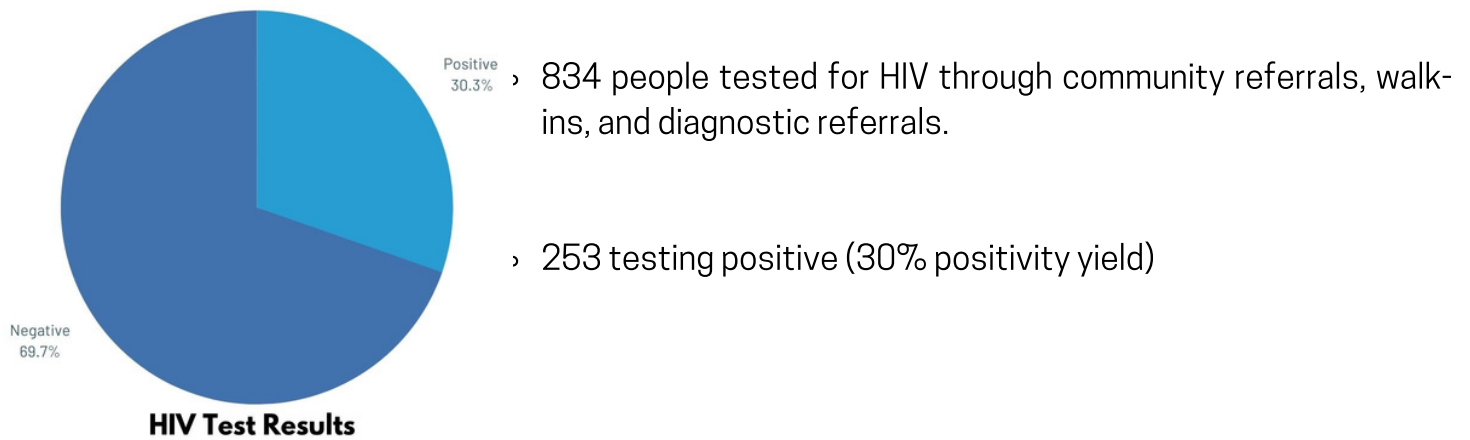 Positive
30.3%
› 834 people tested for HIV through community referrals, walk-
ins, and diagnostic referrals.
› 253 testing positive (30% positivity yield)
Negative
69.7%
HIV Test Results